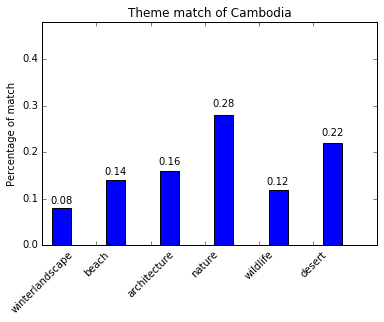 Theme match of Cambodia
Percentage of match
0.4
0.3
0.2
0.1
0.0
0.08
0.14
0.16
0.28
0.12
0.22
winterlandscape
beach
architecture
nature
wildlife
desert